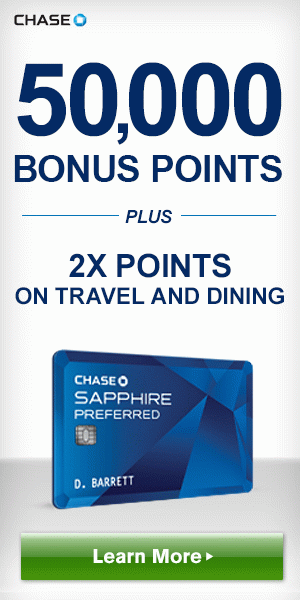 CHASE
50,000
BONUS POINTS
PLUS
2X POINTS
ON TRAVEL AND DINING
CHASE
SAPPHIRE
PREFERRED
D. BARRETT
Learn More